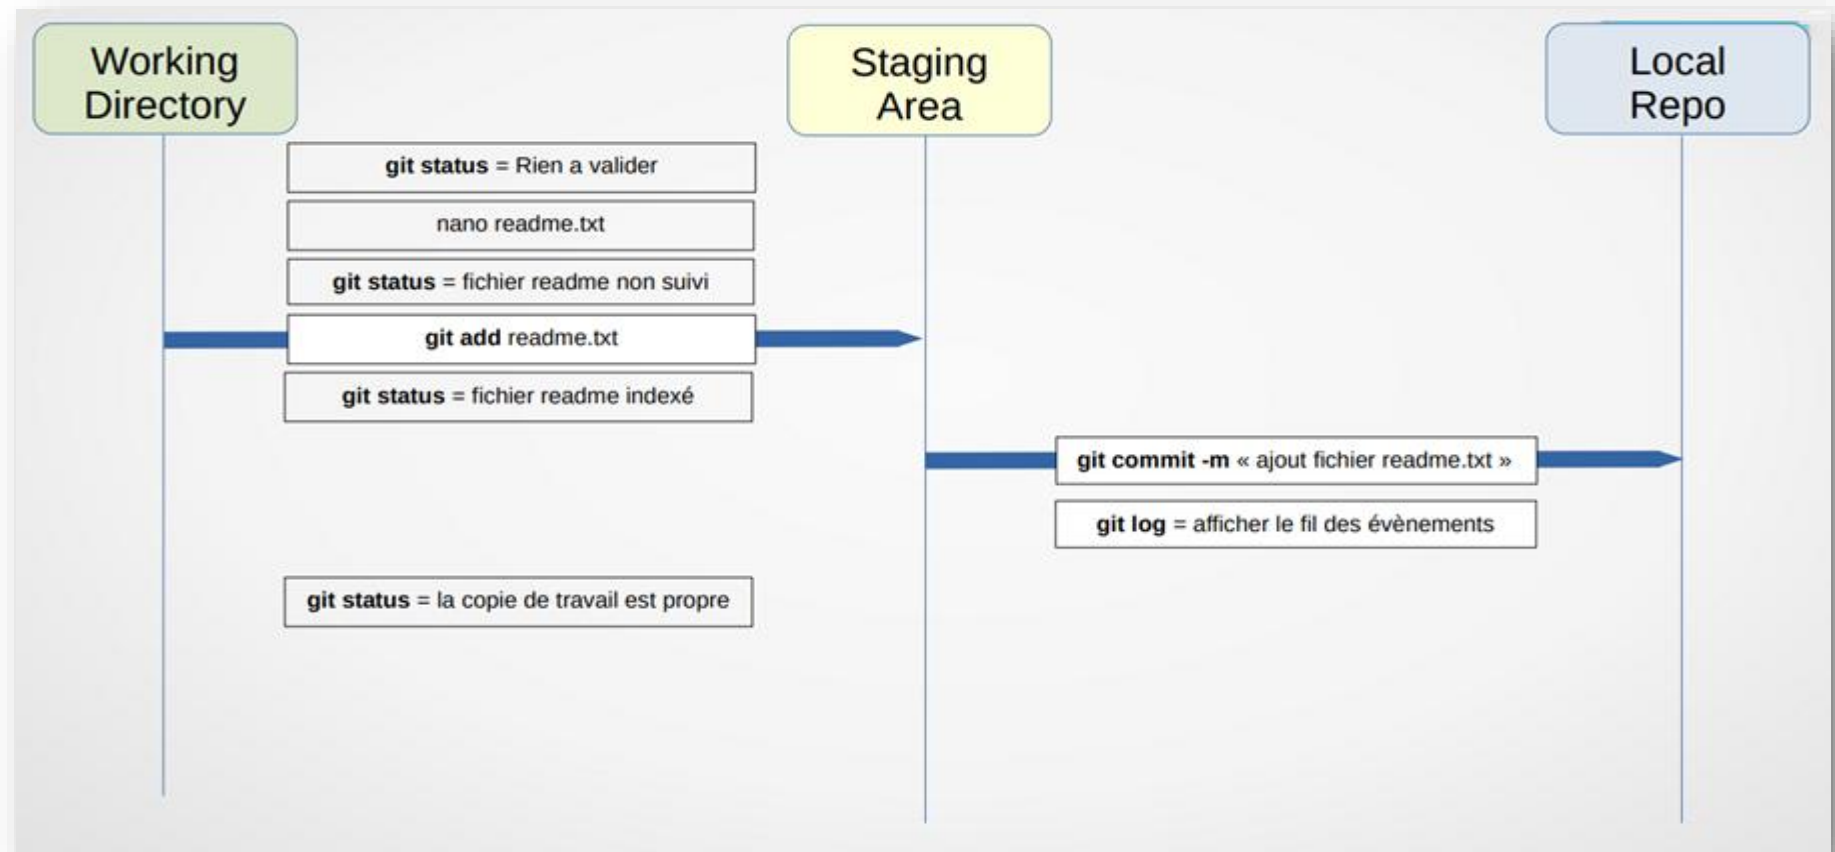 Working
Directory
Staging
Area
Local
Repo
git status = Rien a valider
nano readme.txt
git status = fichier readme non suivi
git add readme.txt
git status = fichier readme indexé
git commit -m « ajout fichier readme.txt »
git log = afficher le fil des évènements
git status = la copie de travail est propre